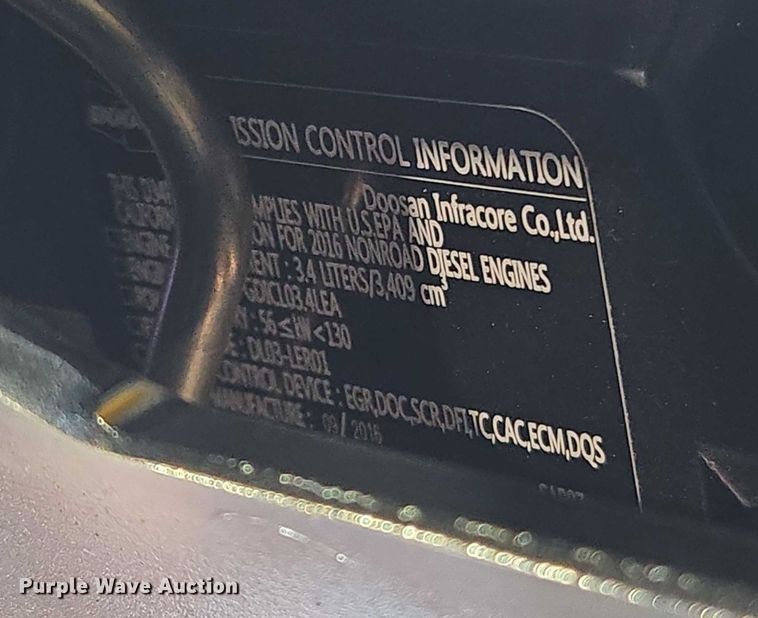 ISSION CONTROL INFORMATION
Doosan Infracore Co.,Ltd.
MPLIES WITH U.S.EPA AND
ON FOR 2016 NONROAD DIESEL ENGINES
ENT : 3.4 LITERS/3,409 cm³
GDICL03.4LEA
Y : 56≤kW<130
E : DL03-LER01
CONTROL DEVICE : EGR,DOC,SCR,DFI,TC,CAC,ECM,DQS
MANUFACTURE : 09/ 2016
Purple Wave Auction